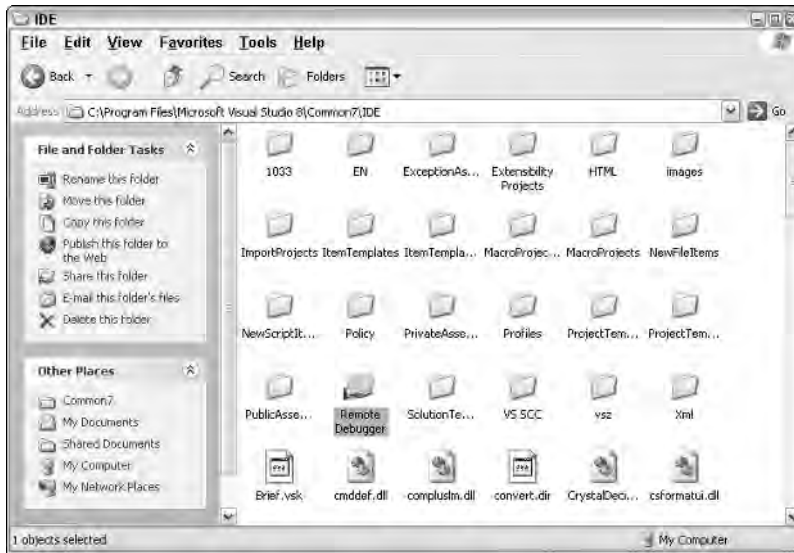 IDE
File Edit View Favorites Tools Help
Back Search Folders
Address C:\Program Files\Microsoft Visual Studio 8\Common7\IDE Go
File and Folder Tasks
Rename this folder
Move this folder
Copy this folder
Publish this folder to
the Web
Share this folder
E-mail this folder's files
Delete this folder
Other Places
Common7
My Documents
Shared Documents
My Computer
My Network Places
1033 EN ExceptionAs... Extensibility Projects HTML images
ImportProjects ItemTemplates ItemTempla... MacroProjec... MacroProjects NewFileItems
NewScriptIt... Policy PrivateAsse... Profiles ProjectTem... ProjectTem...
PublicAsse... Remote Debugger SolutionTe... VS SCC vsz Xml
Brief.vsk cmddef.dll compluslm.dll convert.dir CrystalDeci... csformatui.dll
1 objects selected My Computer